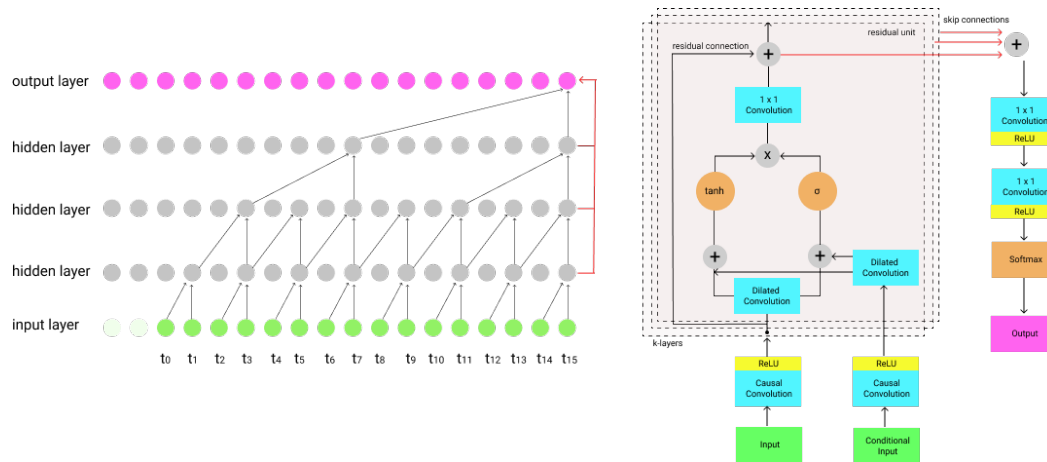 output layer
hidden layer
hidden layer
hidden layer
input layer
t0 t1 t2 t3 t4 t5 t6 t7 t8 t9 t10 t11 t12 t13 t14 t15
skip connections
residual unit
residual connection
+
+
1 x 1
Convolution
X
tanh
σ
+
+
Dilated
Convolution
Dilated
Convolution
k-layers
ReLU
Causal
Convolution
Input
ReLU
Causal
Convolution
Conditional
Input
1 x 1
Convolution
ReLU
1 x 1
Convolution
ReLU
Softmax
Output